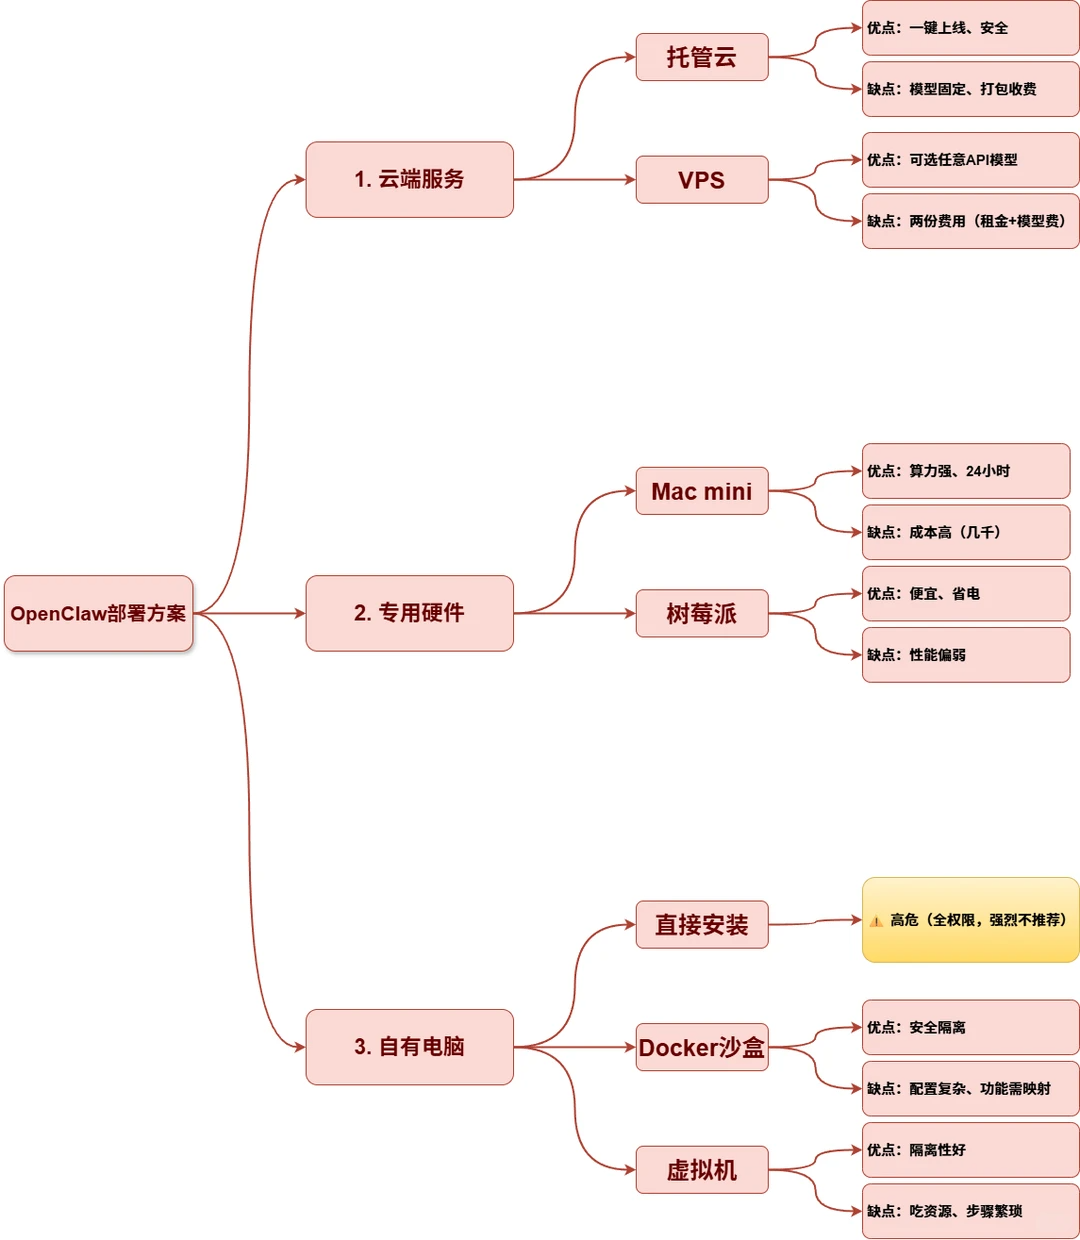 OpenClaw部署方案
1. 云端服务
托管云
优点：一键上线、安全
缺点：模型固定、打包收费
VPS
优点：可选任意API模型
缺点：两份费用（租金+模型费）
2. 专用硬件
Mac mini
优点：算力强、24小时
缺点：成本高（几千）
树莓派
优点：便宜、省电
缺点：性能偏弱
3. 自有电脑
直接安装
⚠️ 高危（全权限，强烈不推荐）
Docker沙盒
优点：安全隔离
缺点：配置复杂、功能需映射
虚拟机
优点：隔离性好
缺点：吃资源、步骤繁琐